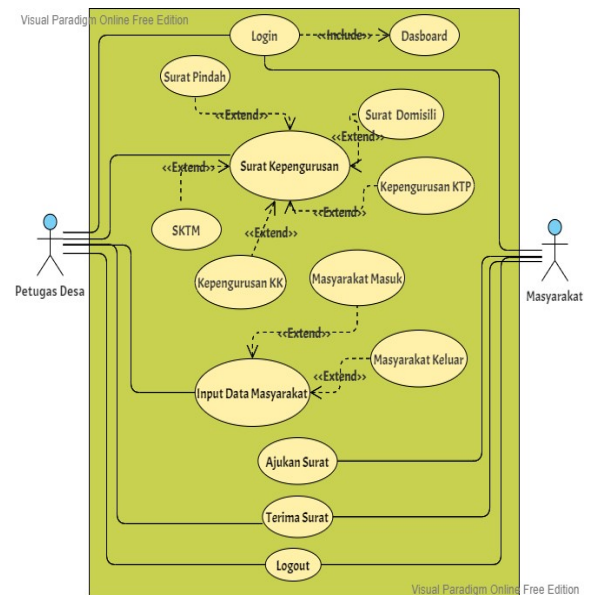 Visual Paradigm Online Free Edition
Login
<<Include>>
Dasboard
Surat Pindah
<<Extend>>
Surat Domisili
<<Extend>>
<<Extend>>
Surat Kepengurusan
Kepengurusan KTP
<<Extend>>
SKTM
<<Extend>>
Petugas Desa
Masyarakat
Kepengurusan KK
Masyarakat Masuk
<<Extend>>
Masyarakat Keluar
<<Extend>>
Input Data Masyarakat
Ajukan Surat
Terima Surat
Logout
Visual Paradigm Online Free Edition